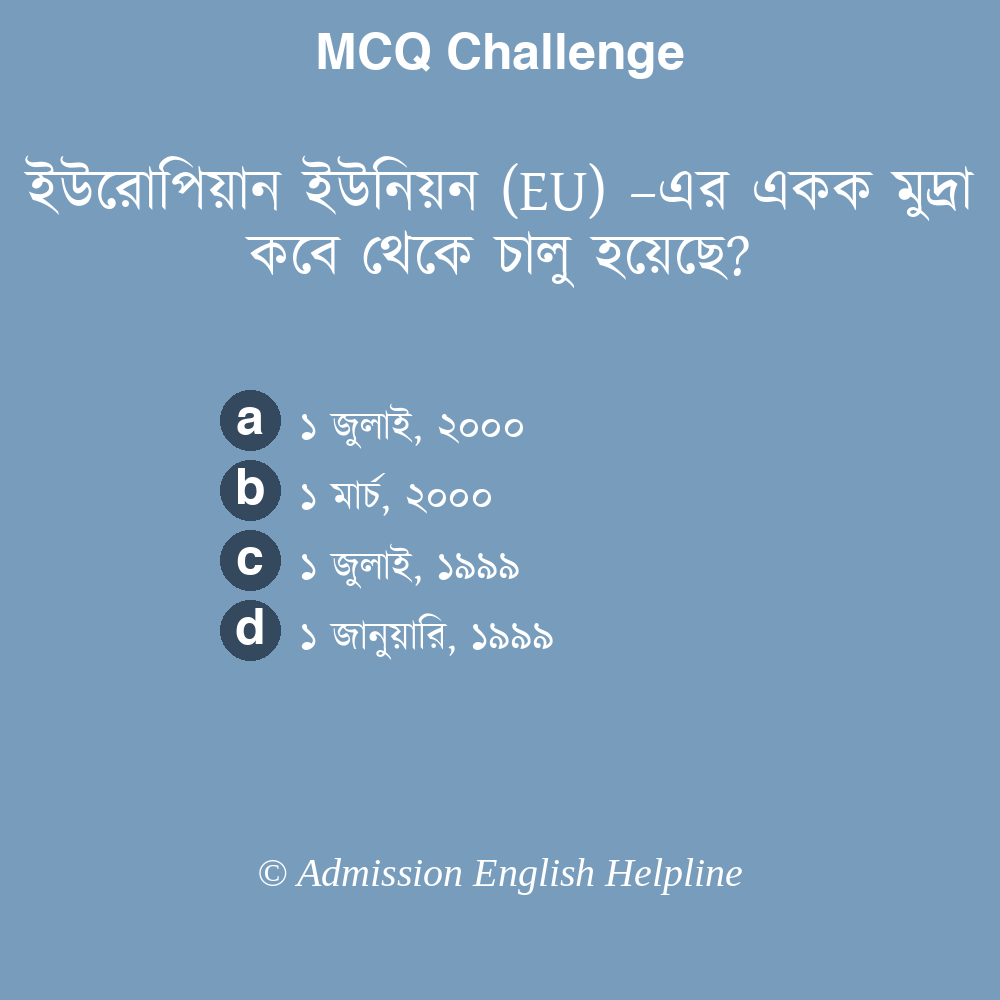 MCQ Challenge
ইউরোপিয়ান ইউনিয়ন (EU) –এর একক মুদ্রা
কবে থেকে চালু হয়েছে?
a ১ জুলাই, ২০০০
b ১ মার্চ, ২০০০
c ১ জুলাই, ১৯৯৯
d ১ জানুয়ারি, ১৯৯৯
© Admission English Helpline